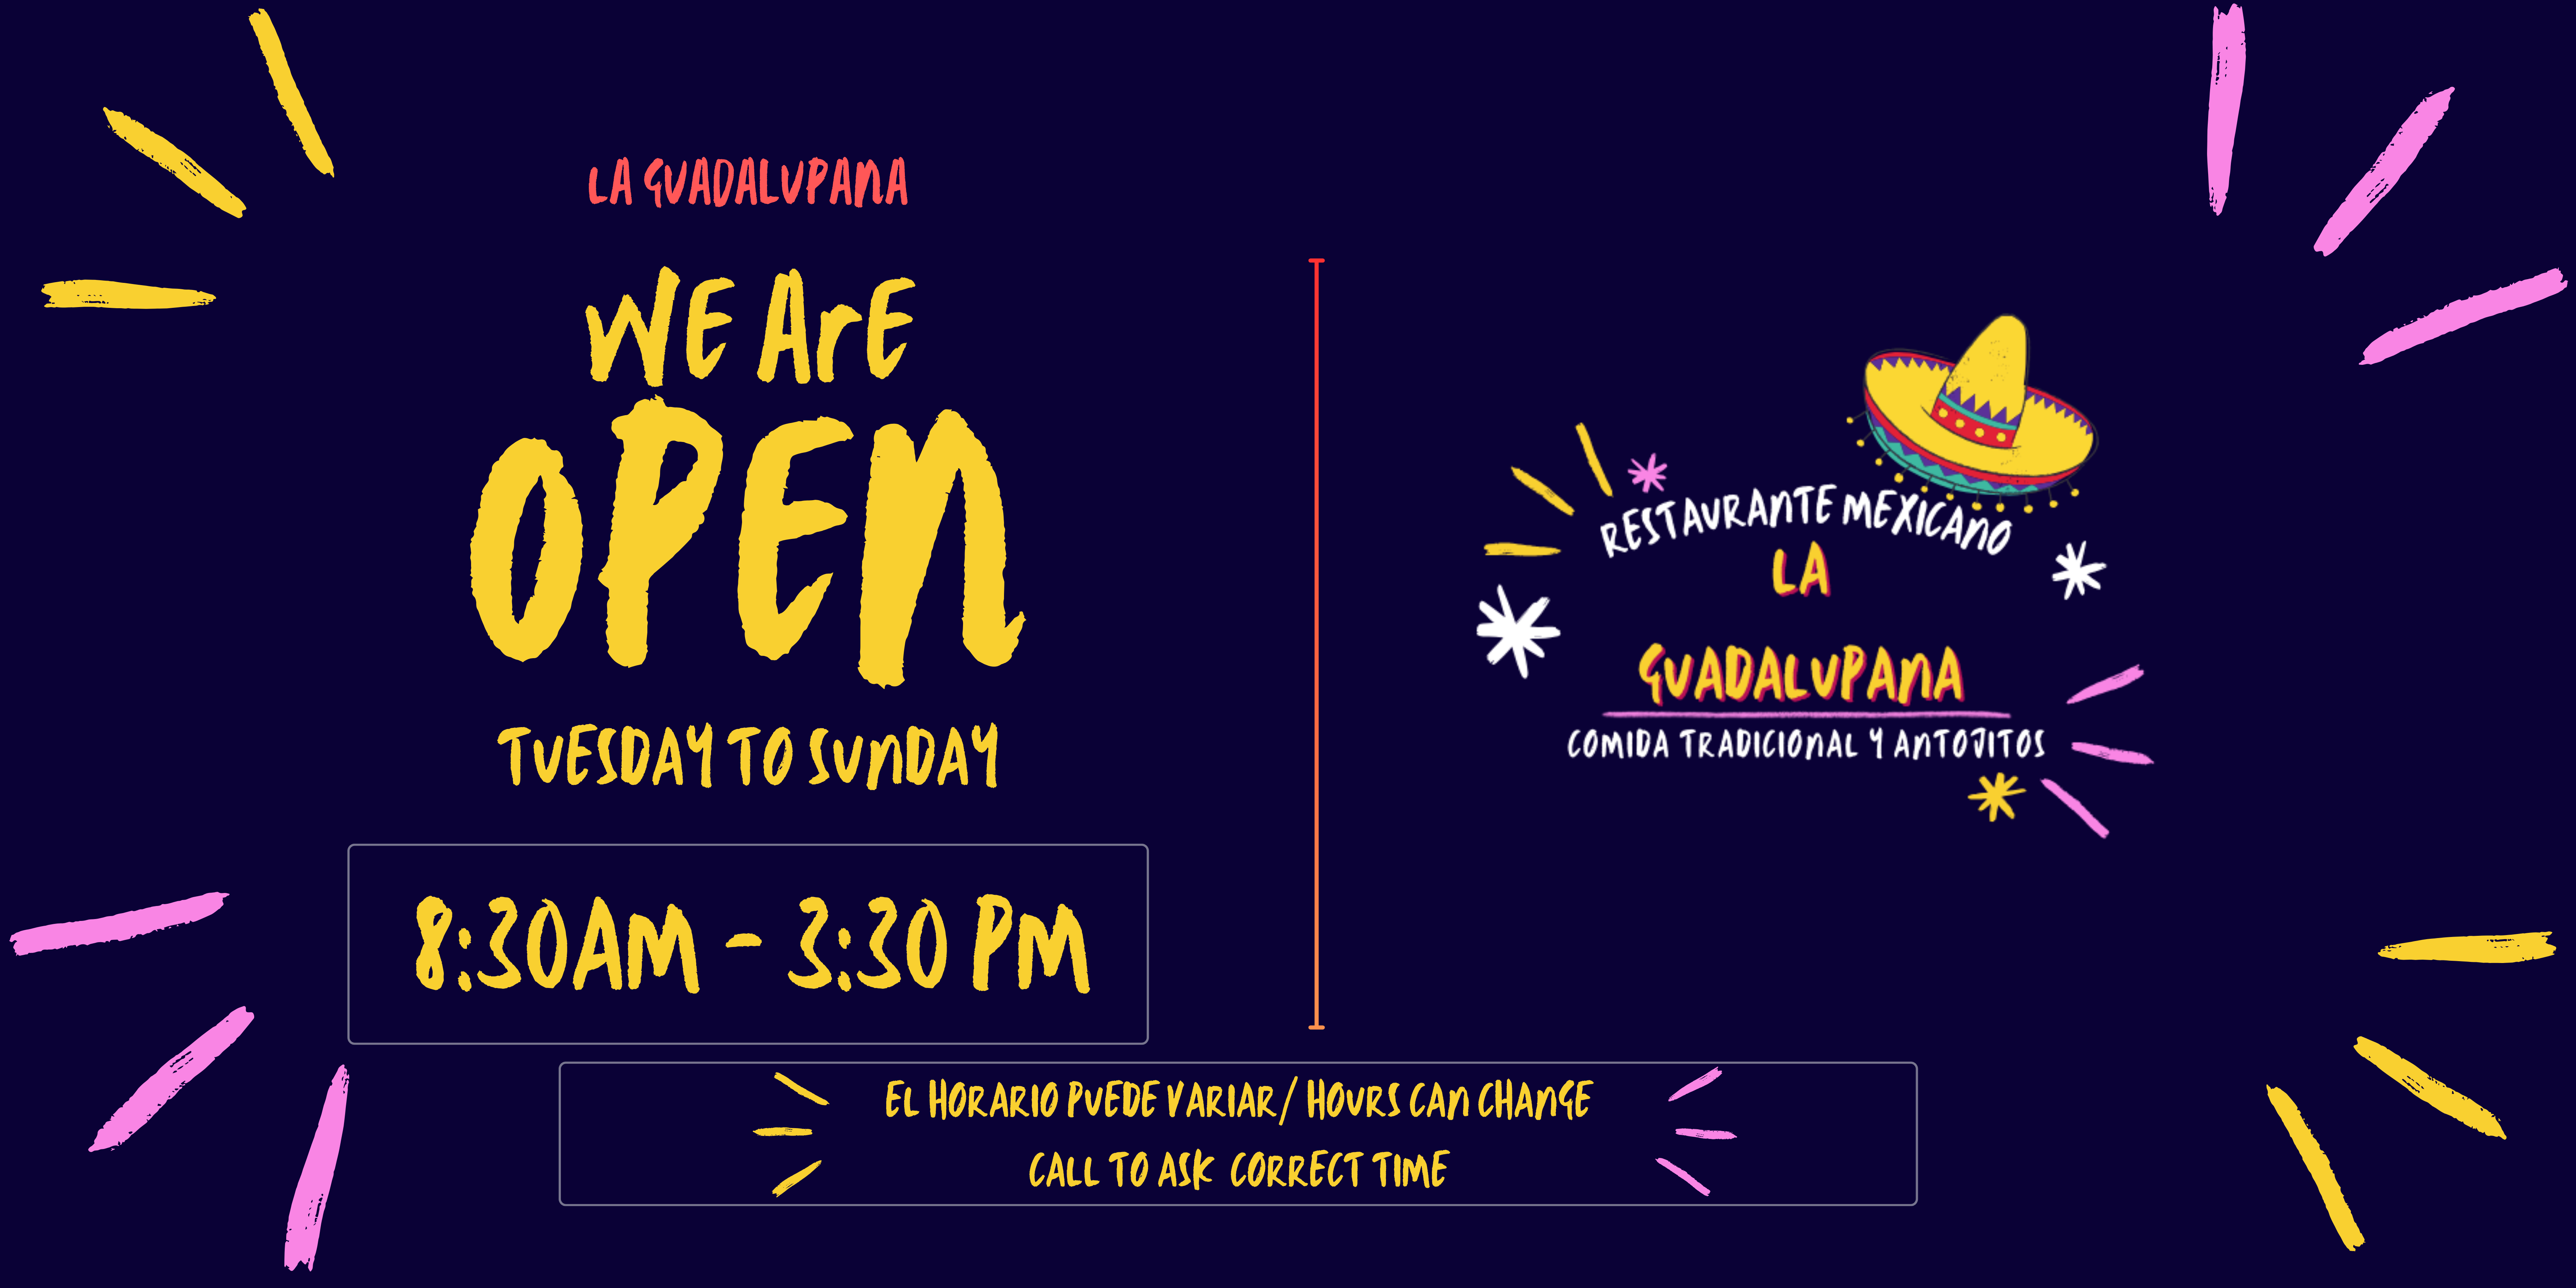 LA GUADALUPANA
WE ArE
OPEN
TUESDAY TO SUNDAY
8:30AM - 3:30 PM
RESTAURANTE MEXICANO
LA
GUADALUPANA
COMIDA TRADICIONAL Y ANTOJITOS
EL HORARIO PUEDE VARIAR/ HOURS CAN CHANGE
CALL TO ASK CORRECT TIME